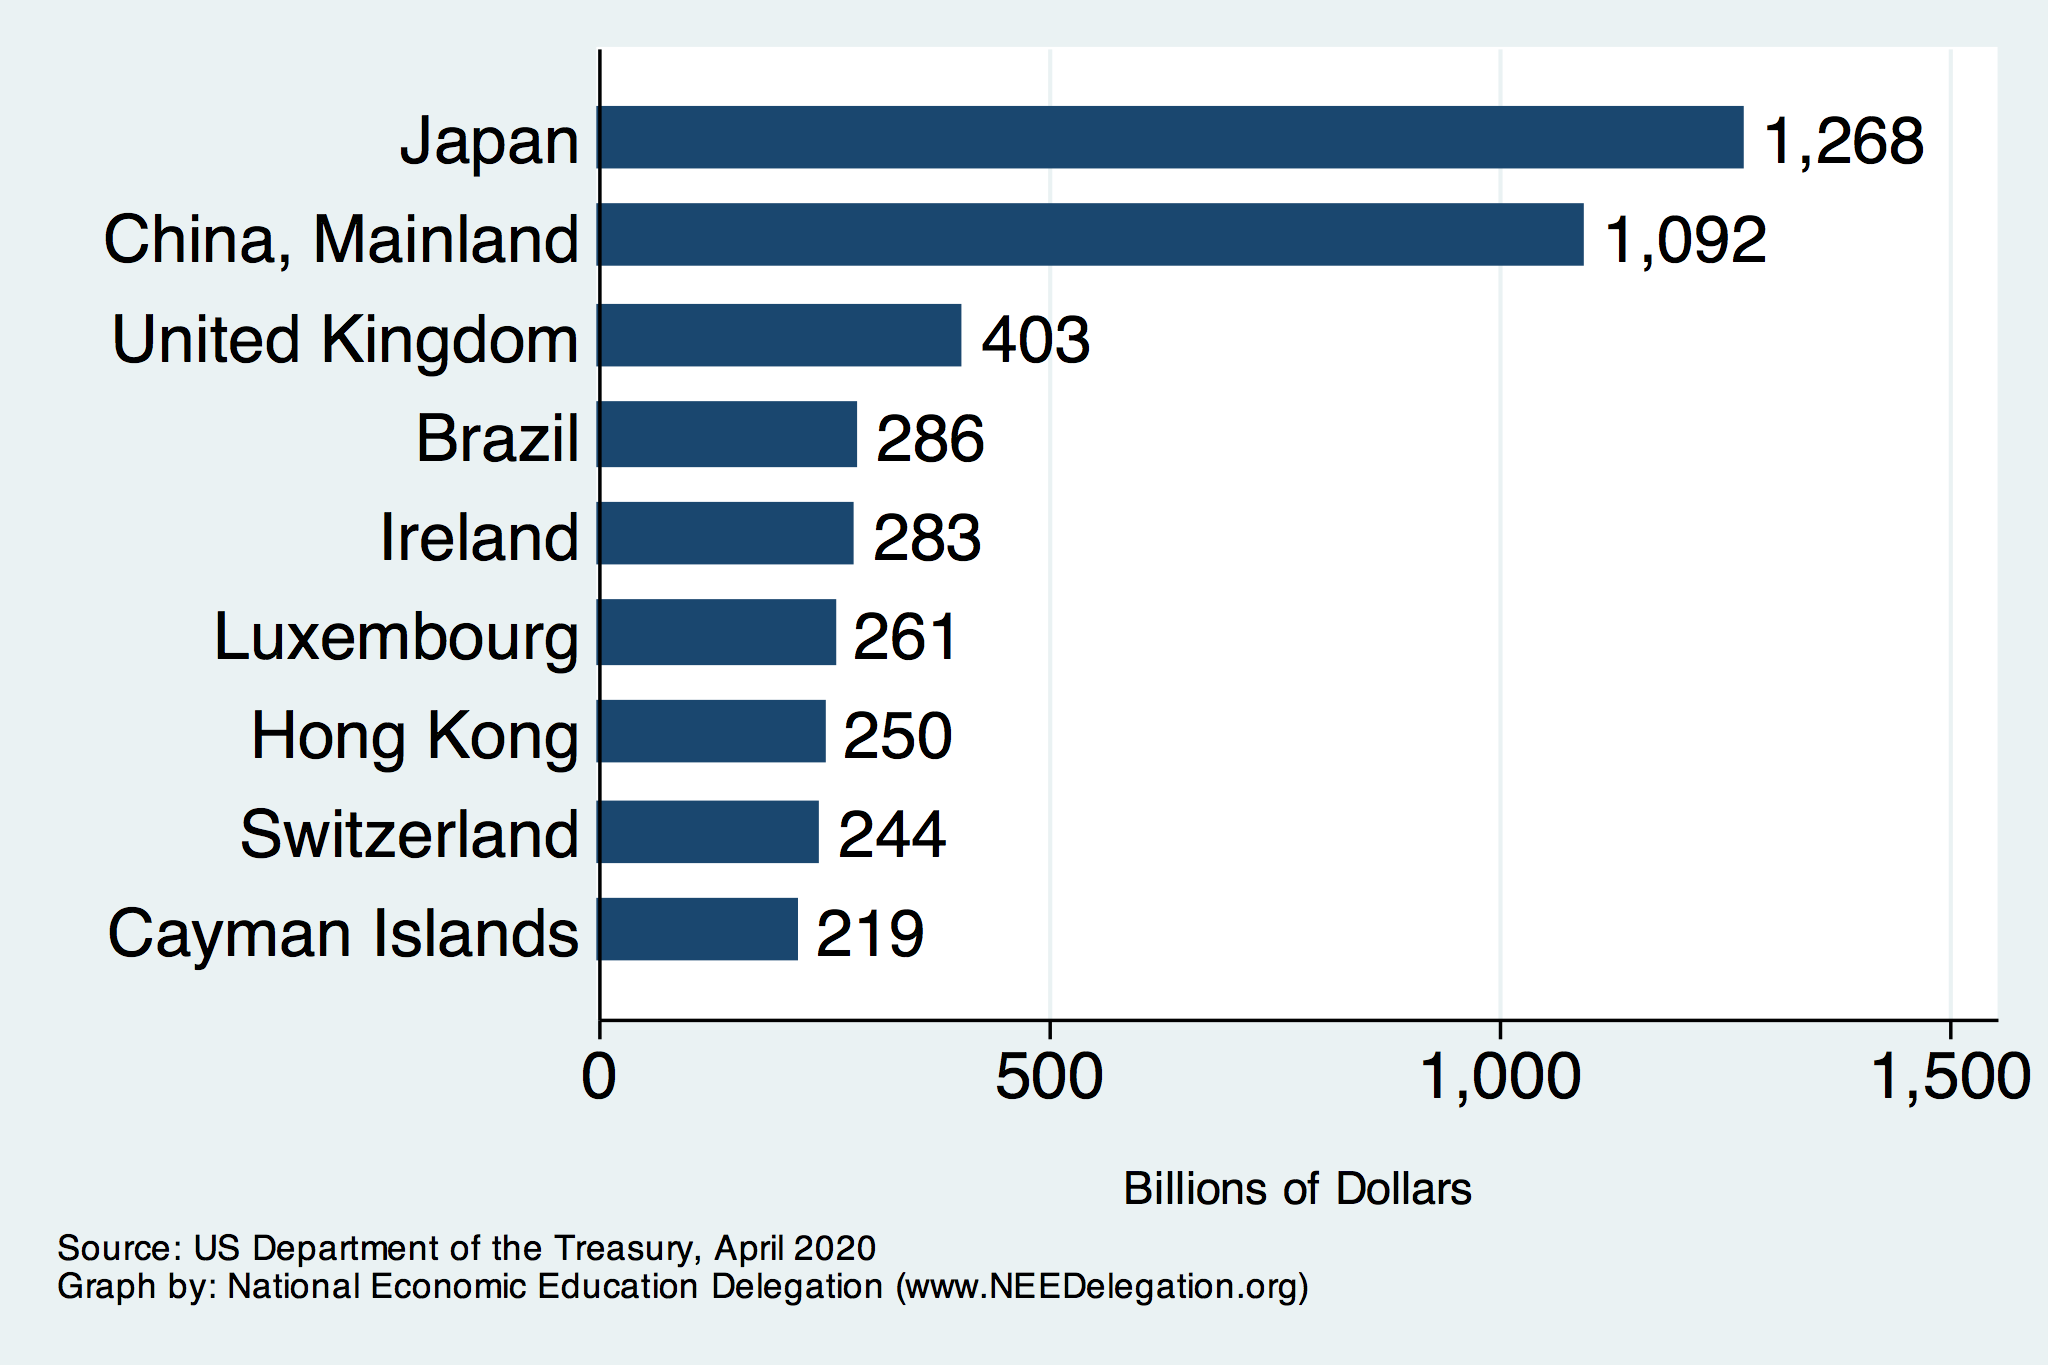 Japan 1,268
China, Mainland 1,092
United Kingdom 403
Brazil 286
Ireland 283
Luxembourg 261
Hong Kong 250
Switzerland 244
Cayman Islands 219
0 500 1,000 1,500
Billions of Dollars
Source: US Department of the Treasury, April 2020
Graph by: National Economic Education Delegation (www.NEEDelegation.org)